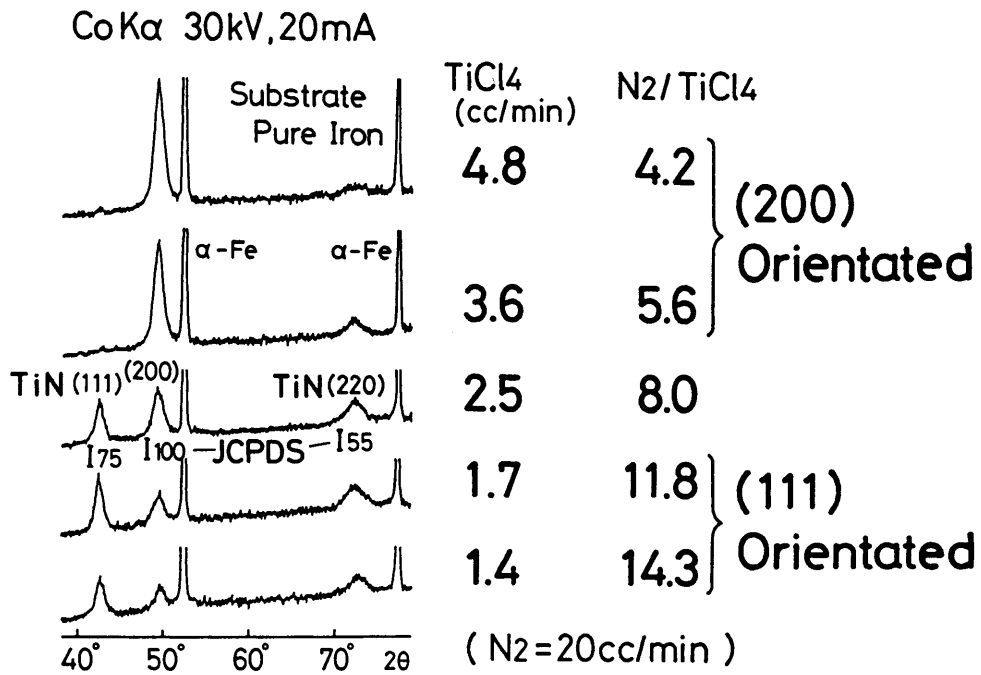 CoKα 30kV,20mA
TiCl4
(cc/min)
N2/TiCl4
Substrate
Pure Iron
4.8
4.2
(200)
Orientated
α-Fe
α-Fe
3.6
5.6
TiN(111)(200)
TiN(220)
2.5
8.0
I75 I100—JCPDS—I55
1.7
11.8
(111)
Orientated
1.4
14.3
40° 50° 60° 70° 2θ
(N2=20cc/min)